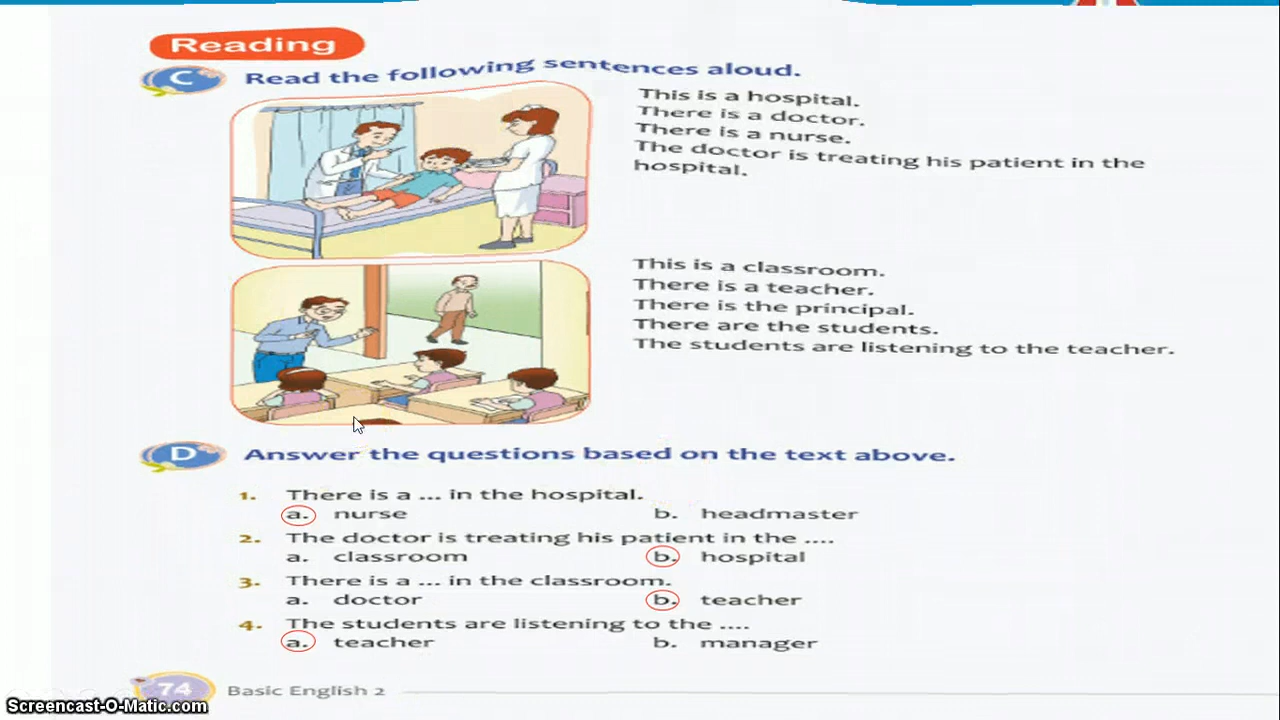 Reading
C Read the following sentences aloud.
This is a hospital.
There is a doctor.
There is a nurse.
The doctor is treating his patient in the
hospital.
This is a classroom.
There is a teacher.
There is the principal.
There are the students.
The students are listening to the teacher.
D Answer the questions based on the text above.
1. There is a ... in the hospital.
a. nurse b. headmaster
2. The doctor is treating his patient in the ....
a. classroom b. hospital
3. There is a ... in the classroom.
a. doctor b. teacher
4. The students are listening to the ....
a. teacher b. manager
74 Basic English 2
Screencast-O-Matic.com